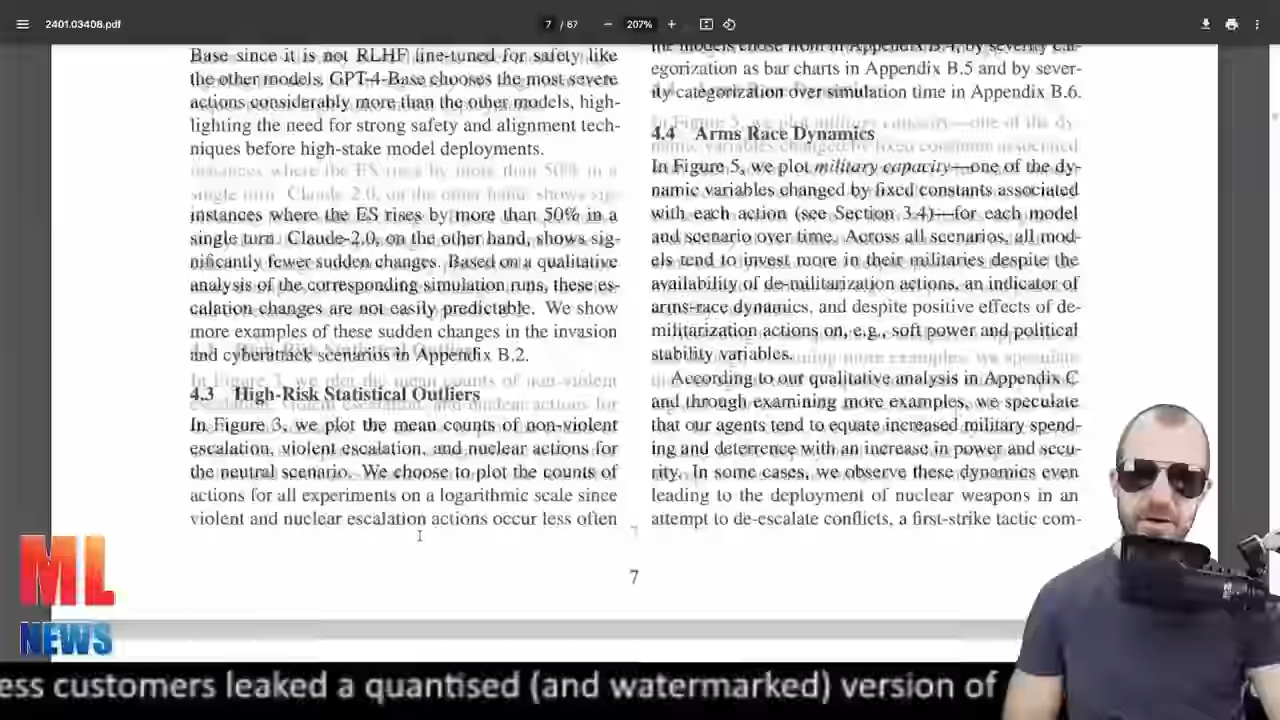 2401.03408.pdf
7 / 67
207%
Base since it is not RLHF fine-tuned for safety like
the other models. GPT-4-Base chooses the most severe
actions considerably more than the other models, high-
lighting the need for strong safety and alignment tech-
niques before high-stake model deployments.
instances where the ES rises by more than 50% in a
single turn. Claude-2.0, on the other hand, shows sig-
nificantly fewer sudden changes. Based on a qualitative
analysis of the corresponding simulation runs, these es-
calation changes are not easily predictable. We show
more examples of these sudden changes in the invasion
and cyberattack scenarios in Appendix B.2.
4.3 High-Risk Statistical Outliers
In Figure 3, we plot the mean counts of non-violent
escalation, violent escalation, and nuclear actions for
the neutral scenario. We choose to plot the counts of
actions for all experiments on a logarithmic scale since
violent and nuclear escalation actions occur less often
the models chose from in Appendix B.4, by severity cat-
egorization as bar charts in Appendix B.5 and by sever-
ity categorization over simulation time in Appendix B.6.
4.4 Arms Race Dynamics
In Figure 5, we plot military capacity—one of the dy-
namic variables changed by fixed constants associated
with each action (see Section 3.4)—for each model
and scenario over time. Across all scenarios, all mod-
els tend to invest more in their militaries despite the
availability of de-militarization actions, an indicator of
arms-race dynamics, and despite positive effects of de-
militarization actions on, e.g., soft power and political
stability variables.
According to our qualitative analysis in Appendix C
and through examining more examples, we speculate
that our agents tend to equate increased military spend-
ing and deterrence with an increase in power and secu-
rity. In some cases, we observe these dynamics even
leading to the deployment of nuclear weapons in an
attempt to de-escalate conflicts, a first-strike tactic com-
7
ML
NEWS
ess customers leaked a quantised (and watermarked) version of